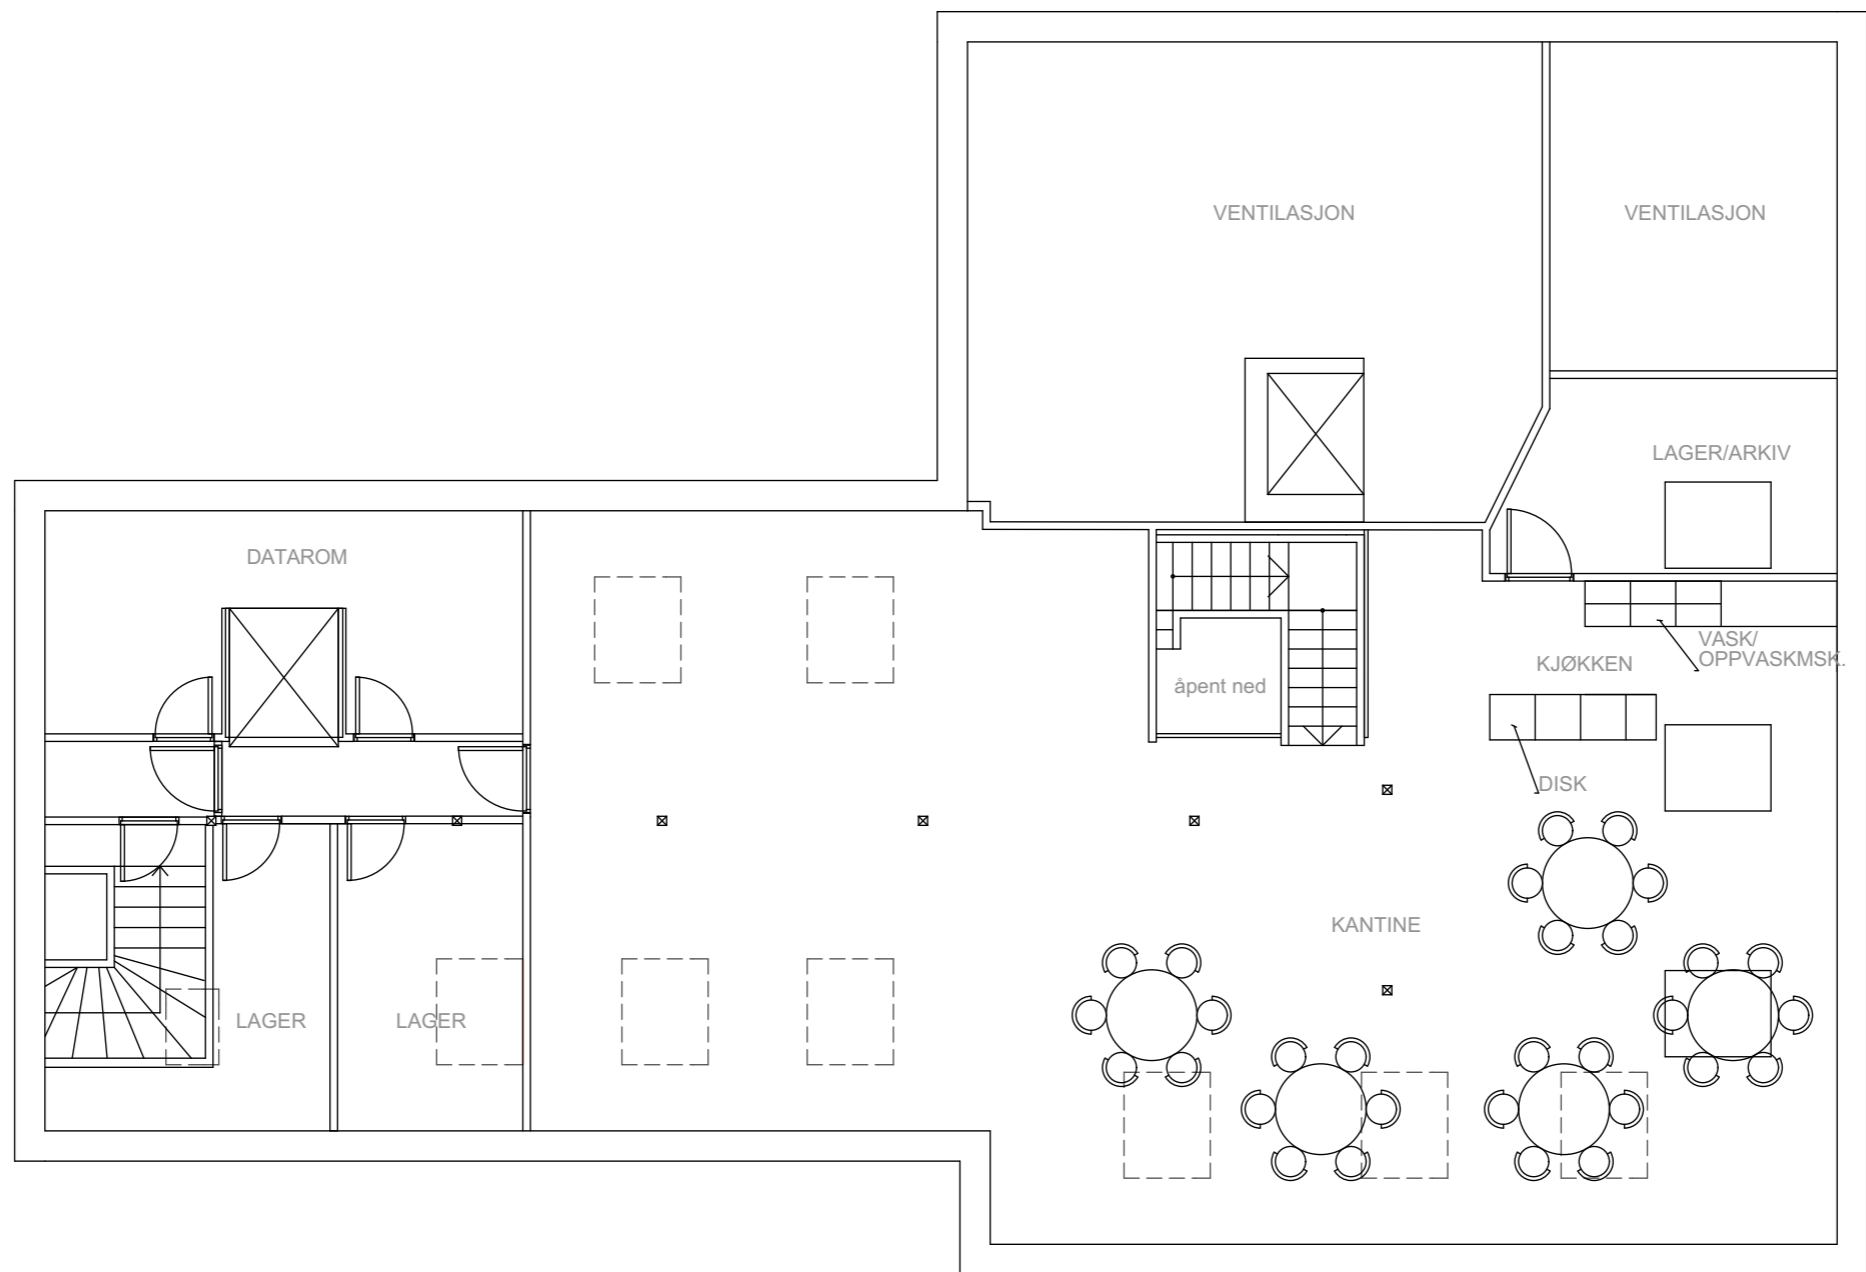 VENTILASJON
VENTILASJON
LAGER/ARKIV
DATAROM
VASK/
OPPVASKMSK.
KJØKKEN
åpent ned
DISK
KANTINE
LAGER
LAGER